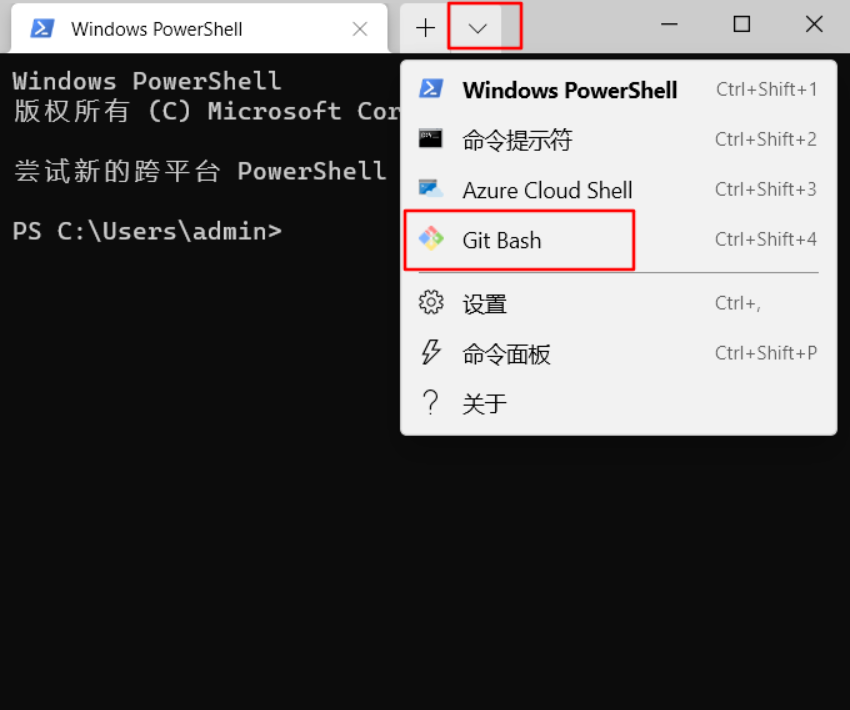 Windows PowerShell
Windows PowerShell
版权所有 (C) Microsoft Cor
尝试新的跨平台 PowerShell
PS C:\Users\admin>
Windows PowerShell Ctrl+Shift+1
命令提示符 Ctrl+Shift+2
Azure Cloud Shell Ctrl+Shift+3
Git Bash Ctrl+Shift+4
设置 Ctrl+,
命令面板 Ctrl+Shift+P
关于